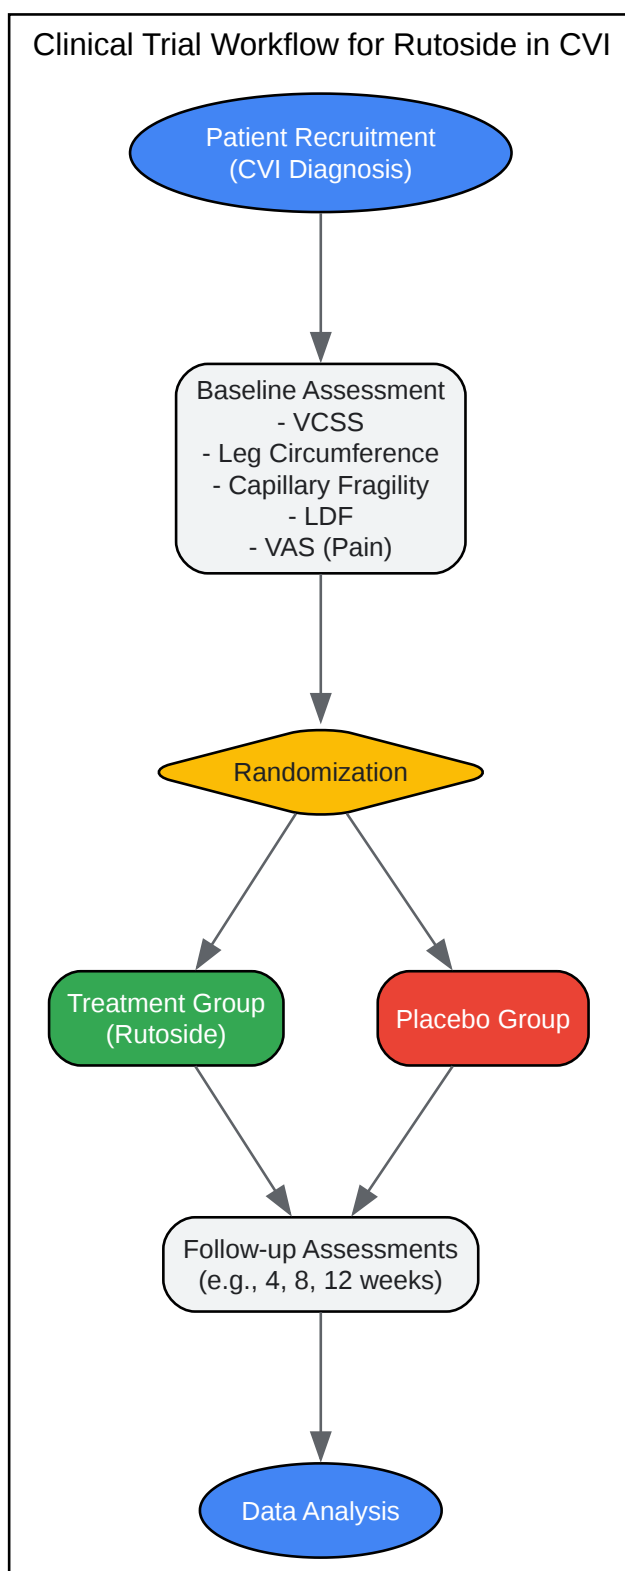 Clinical Trial Workflow for Rutoside in CVI
Patient Recruitment
(CVI Diagnosis)
Baseline Assessment
- VCSS
- Leg Circumference
- Capillary Fragility
- LDF
- VAS (Pain)
Randomization
Treatment Group
(Rutoside)
Placebo Group
Follow-up Assessments
(e.g., 4, 8, 12 weeks)
Data Analysis